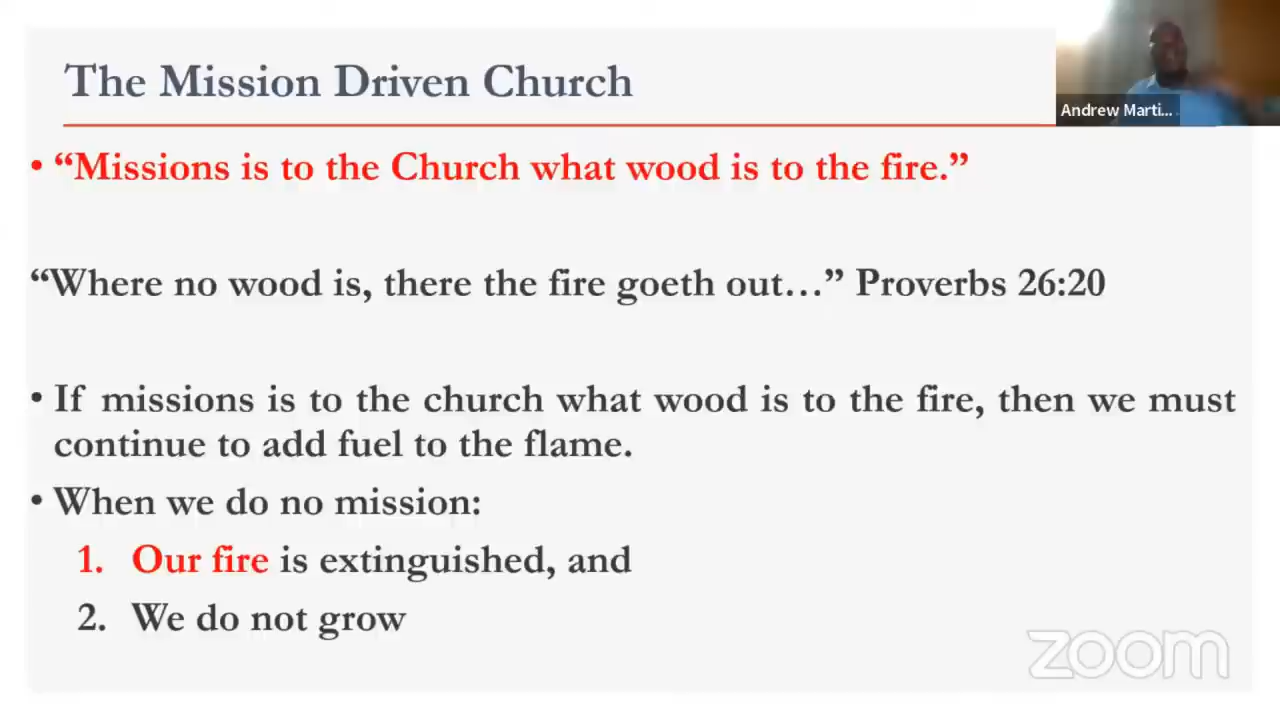 The Mission Driven Church
Andrew Marti...
• “Missions is to the Church what wood is to the fire.”
“Where no wood is, there the fire goeth out…” Proverbs 26:20
• If missions is to the church what wood is to the fire, then we must
continue to add fuel to the flame.
• When we do no mission:
1. Our fire is extinguished, and
2. We do not grow
zoom